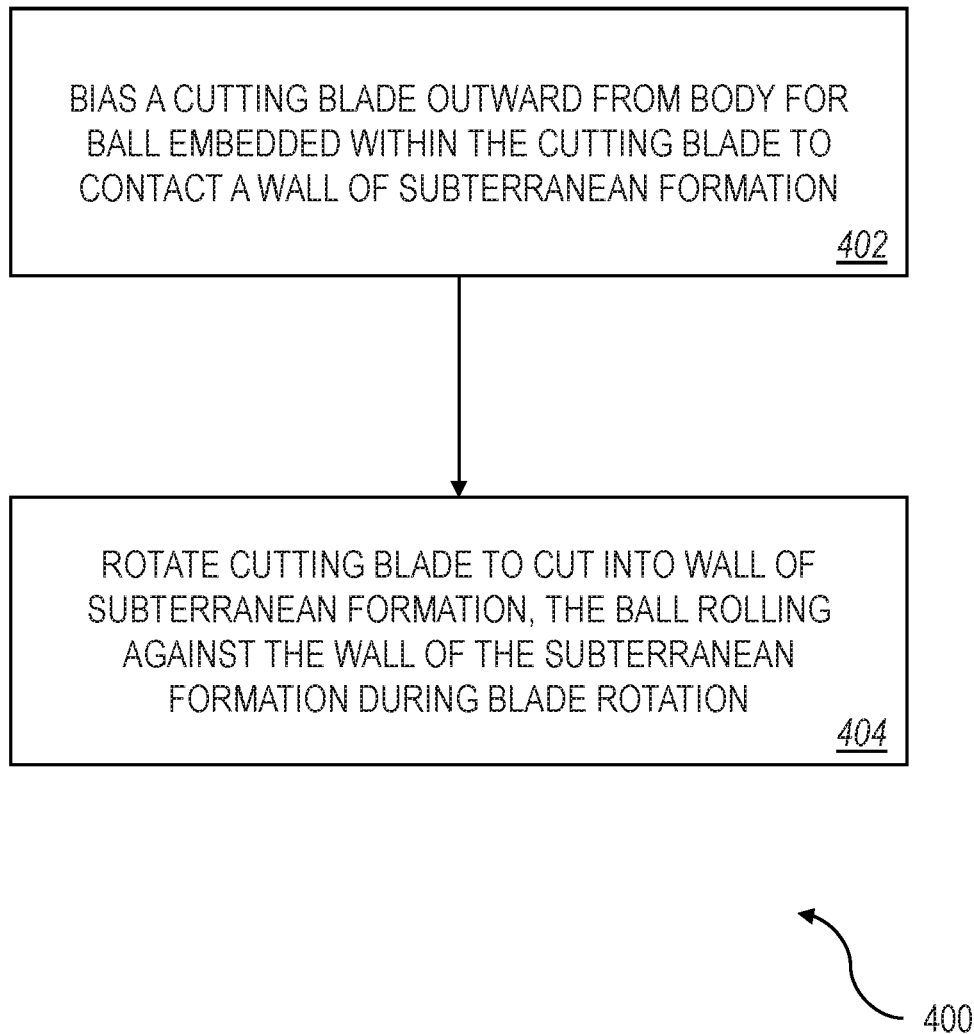 BIAS A CUTTING BLADE OUTWARD FROM BODY FOR
BALL EMBEDDED WITHIN THE CUTTING BLADE TO
CONTACT A WALL OF SUBTERRANEAN FORMATION
402
ROTATE CUTTING BLADE TO CUT INTO WALL OF
SUBTERRANEAN FORMATION, THE BALL ROLLING
AGAINST THE WALL OF THE SUBTERRANEAN
FORMATION DURING BLADE ROTATION
404
400